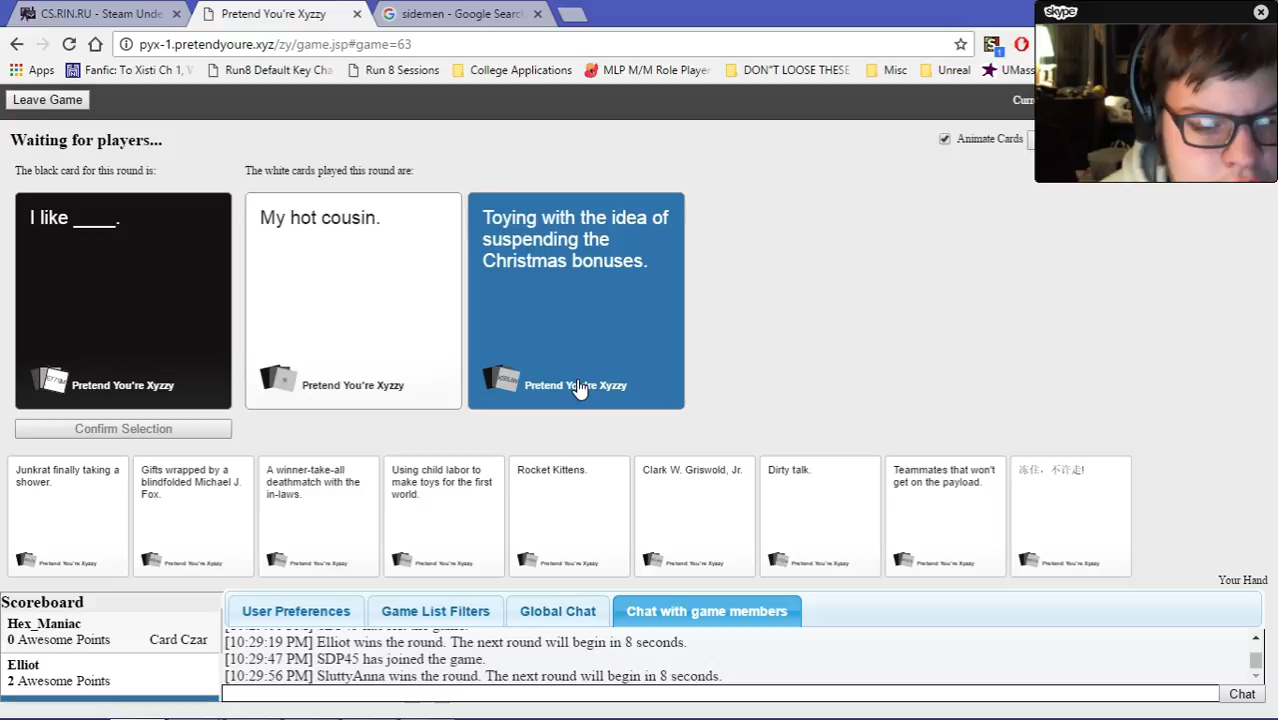 CS.RIN.RU - Steam Unde
Pretend You're Xyzzy
sidemen - Google Searc
skype
pyx-1.pretendyoure.xyz/zy/game.jsp#game=63
1
Apps
Fanfic: To Xisti Ch 1, \
Run8 Default Key Cha
Run 8 Sessions
College Applications
MLP M/M Role Player
DON"T LOOSE THESE
Misc
Unreal
UMass
Leave Game
Curr
Waiting for players...
Animate Cards
The black card for this round is:
The white cards played this round are:
I like ____.
My hot cousin.
Toying with the idea of
suspending the
Christmas bonuses.
Pretend You're Xyzzy
Pretend You're Xyzzy
Pretend You're Xyzzy
Confirm Selection
Junkrat finally taking a
shower.
Gifts wrapped by a
blindfolded Michael J.
Fox.
A winner-take-all
deathmatch with the
in-laws.
Using child labor to
make toys for the first
world.
Rocket Kittens.
Clark W. Griswold, Jr.
Dirty talk.
Teammates that won't
get on the payload.
冻住，不许走!
Pretend You're Xyzzy
Pretend You're Xyzzy
Pretend You're Xyzzy
Pretend You're Xyzzy
Pretend You're Xyzzy
Pretend You're Xyzzy
Pretend You're Xyzzy
Pretend You're Xyzzy
Pretend You're Xyzzy
Your Hand
Scoreboard
Hex_Maniac
0 Awesome Points
Card Czar
Elliot
2 Awesome Points
User Preferences
Game List Filters
Global Chat
Chat with game members
[10:29:19 PM] Elliot wins the round. The next round will begin in 8 seconds.
[10:29:47 PM] SDP45 has joined the game.
[10:29:56 PM] SluttyAnna wins the round. The next round will begin in 8 seconds.
Chat